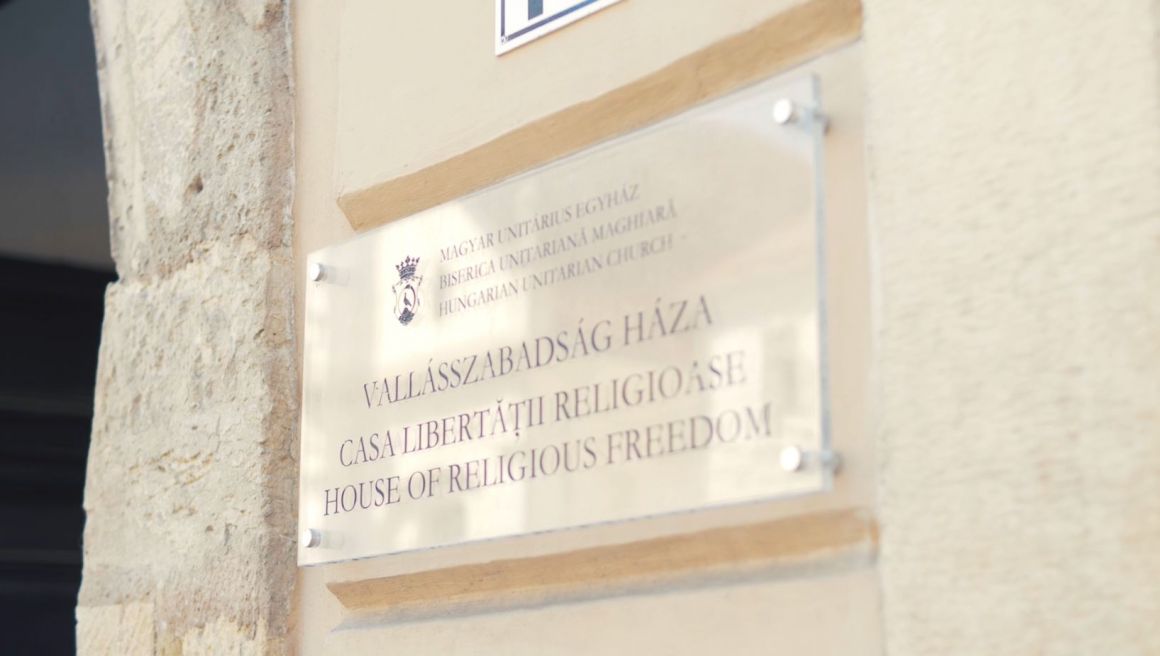 MAGYAR UNITÁRIUS EGYHÁZ
BISERICA UNITARIANĂ MAGHIARĂ
HUNGARIAN UNITARIAN CHURCH
VALLÁSSZABADSÁG HÁZA
CASA LIBERTĂȚII RELIGIOASE
HOUSE OF RELIGIOUS FREEDOM